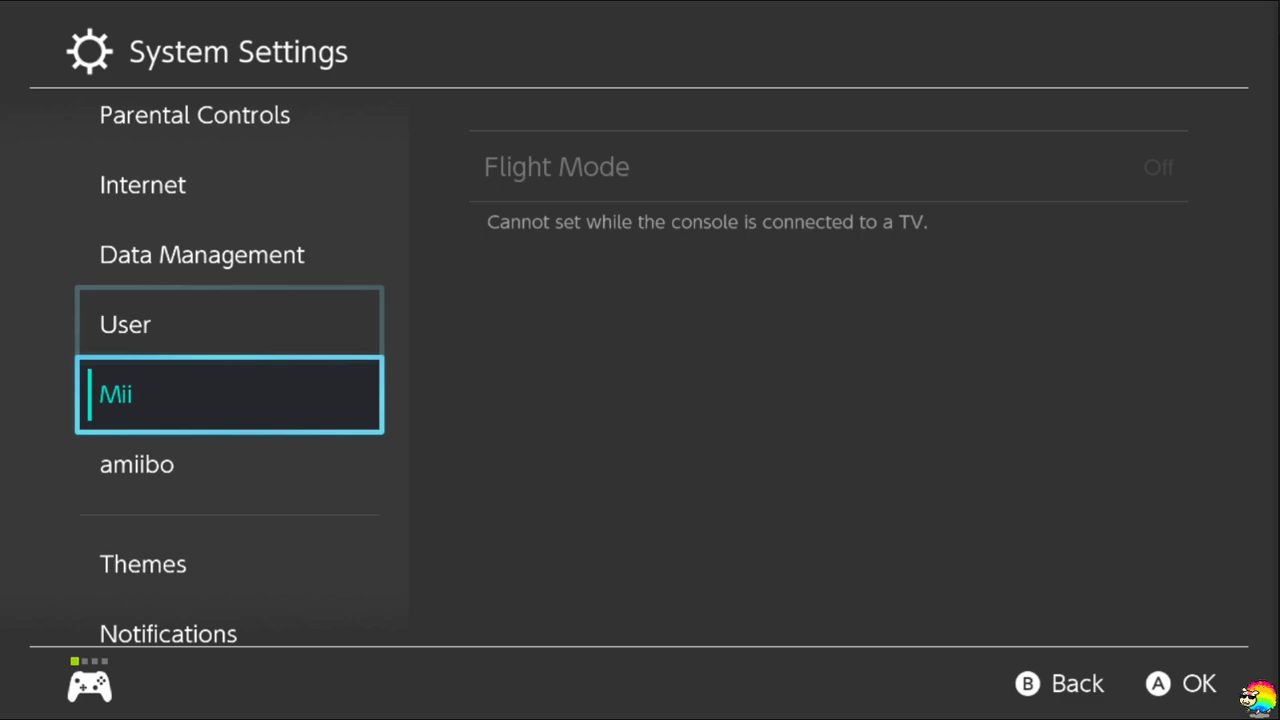 System Settings
Parental Controls
Internet
Data Management
User
Mii
amiibo
Themes
Notifications
Flight Mode Off
Cannot set while the console is connected to a TV.
B Back A OK